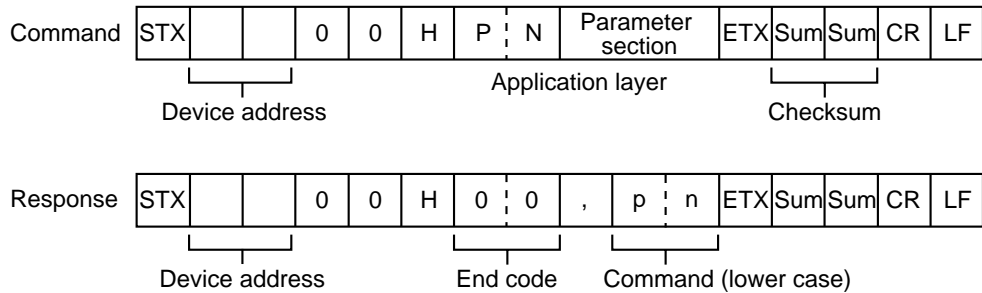 Command STX 0 0 H P N Parameter section ETX Sum Sum CR LF
Application layer
Device address Checksum
Response STX 0 0 H 0 0 , p n ETX Sum Sum CR LF
Device address End code Command (lower case)